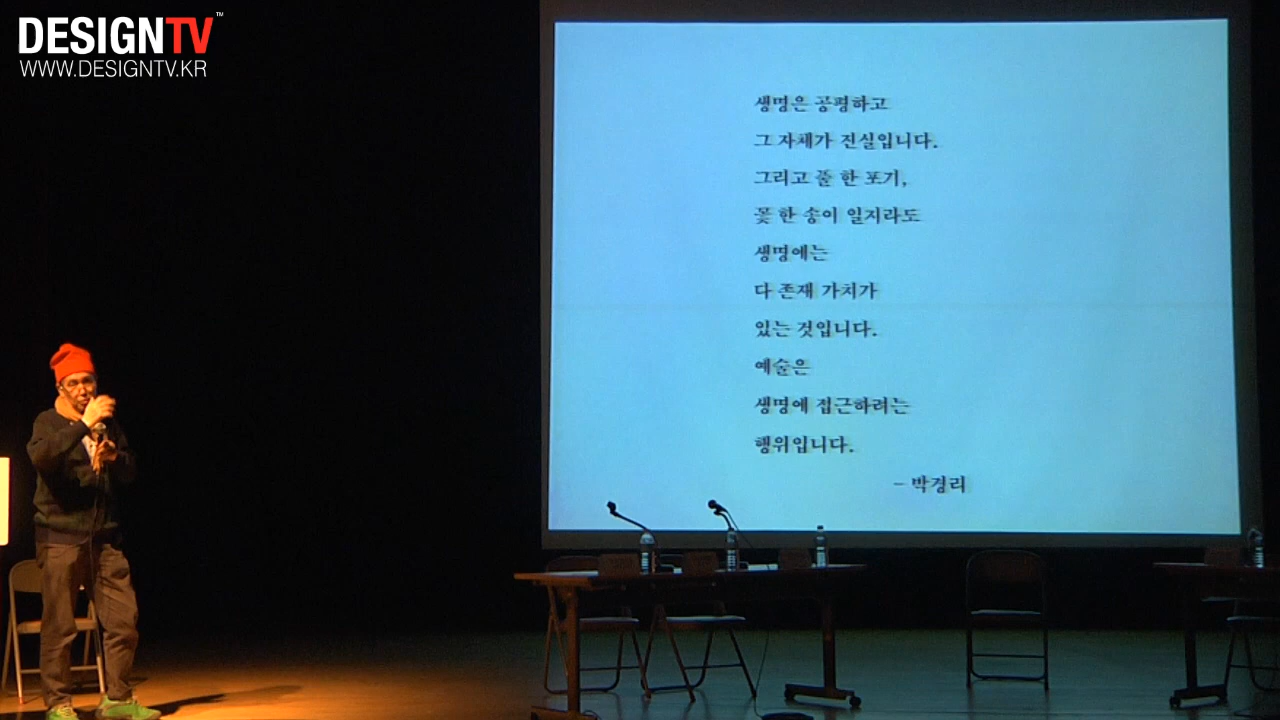 DESIGNTV™
WWW.DESIGNTV.KR
생명은 공평하고
그 자체가 진실입니다.
그리고 풀 한 포기,
꽃 한 송이 일지라도
생명에는
다 존재 가치가
있는 것입니다.
예술은
생명에 접근하려는
행위입니다.
- 박경리